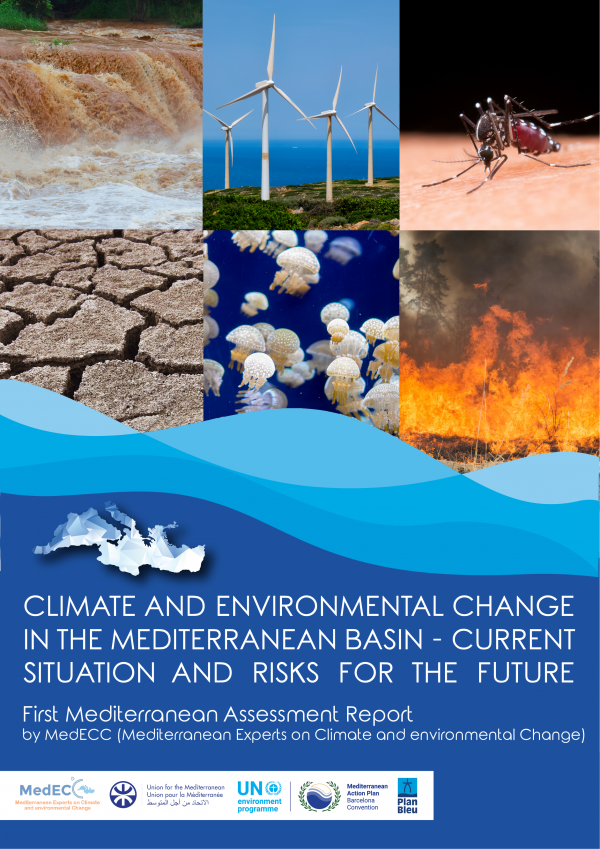 CLIMATE AND ENVIRONMENTAL CHANGE
IN THE MEDITERRANEAN BASIN - CURRENT
SITUATION AND RISKS FOR THE FUTURE
First Mediterranean Assessment Report
by MedECC (Mediterranean Experts on Climate and environmental Change)
MedECC
Mediterranean Experts on Climate
and environmental Change
Union for the Mediterranean
Union pour la Méditerranée
الاتحاد من أجل المتوسط
UN
environment
programme
Mediterranean
Action Plan
Barcelona
Convention
Plan
Bleu